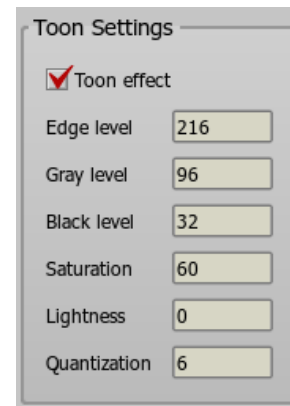 Toon Settings
Toon effect
Edge level 216
Gray level 96
Black level 32
Saturation 60
Lightness 0
Quantization 6